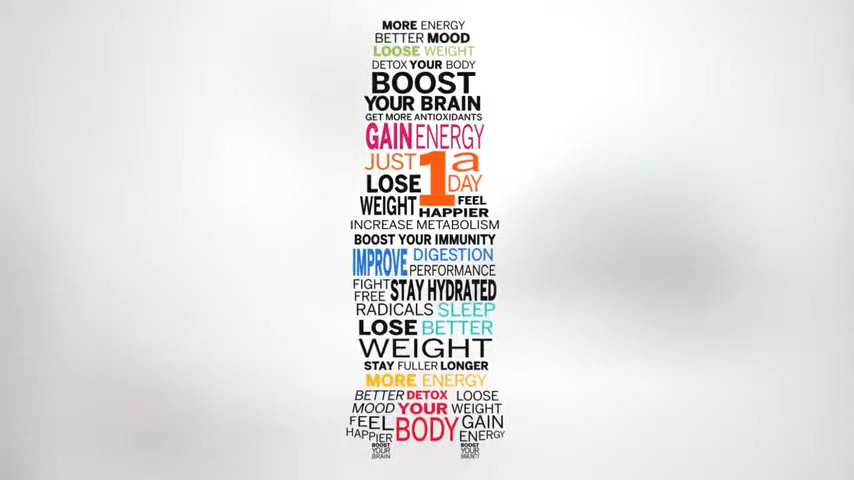 MORE ENERGY
BETTER MOOD
LOOSE WEIGHT
DETOX YOUR BODY
BOOST
YOUR BRAIN
GET MORE ANTIOXIDANTS
GAIN ENERGY
JUST 1 a DAY
LOSE WEIGHT
FEEL HAPPIER
INCREASE METABOLISM
BOOST YOUR IMMUNITY
IMPROVE DIGESTION
PERFORMANCE
FIGHT FREE RADICALS
STAY HYDRATED
SLEEP BETTER
LOSE
WEIGHT
STAY FULLER LONGER
MORE ENERGY
BETTER MOOD
DETOX YOUR BODY
LOOSE WEIGHT
FEEL HAPPIER
GAIN ENERGY
BOOST YOUR BRAIN
BOOST YOUR